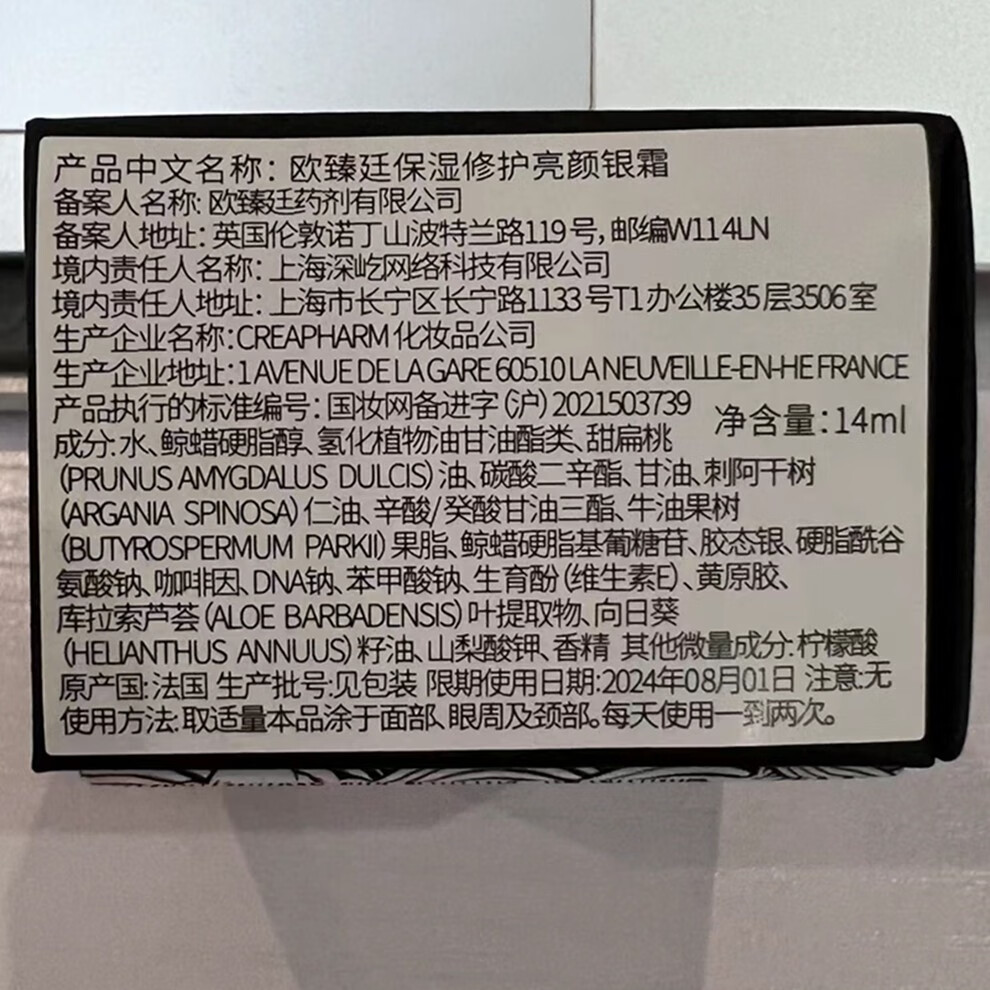 产品中文名称: 欧臻廷保湿修护亮颜银霜
备案人名称: 欧臻廷药剂有限公司
备案人地址: 英国伦敦诺丁山波特兰路119号, 邮编W114LN
境内责任人名称: 上海深屹网络科技有限公司
境内责任人地址: 上海市长宁区长宁路1133号T1办公楼35层3506室
生产企业名称: CREAPHARM 化妆品公司
生产企业地址: 1 AVENUE DE LA GARE 60510 LA NEUVEILLE-EN-HE FRANCE
产品执行的标准编号: 国妆网备进字 (沪) 2021503739
净含量: 14ml
成分: 水、鲸蜡硬脂醇、氢化植物油甘油酯类、甜扁桃
(PRUNUS AMYGDALUS DULCIS) 油、碳酸二辛酯、甘油、刺阿干树
(ARGANIA SPINOSA) 仁油、辛酸/癸酸甘油三酯、牛油果树
(BUTYROSPERMUM PARKII) 果脂、鲸蜡硬脂基葡糖苷、胶态银、硬脂酰谷
氨酸钠、咖啡因、DNA钠、苯甲酸钠、生育酚 (维生素E)、黄原胶、
库拉索芦荟 (ALOE BARBADENSIS) 叶提取物、向日葵
(HELIANTHUS ANNUUS) 籽油、山梨酸钾、香精 其他微量成分: 柠檬酸
原产国: 法国 生产批号: 见包装 限期使用日期: 2024年08月01日 注意: 无
使用方法: 取适量本品涂于面部、眼周及颈部。每天使用一到两次。